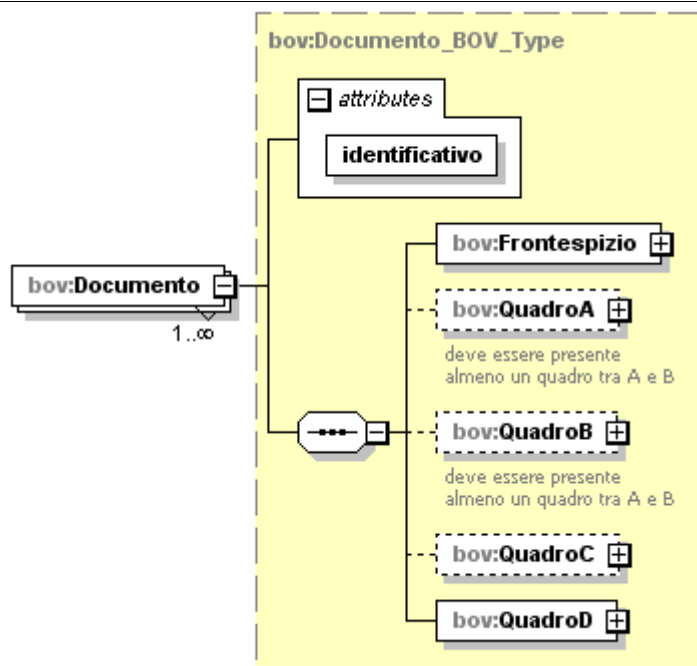 bov:Documento_BOV_Type
attributes
identificativo
bov:Documento
1..∞
bov:Frontespizio
bov:QuadroA
deve essere presente
almeno un quadro tra A e B
bov:QuadroB
deve essere presente
almeno un quadro tra A e B
bov:QuadroC
bov:QuadroD